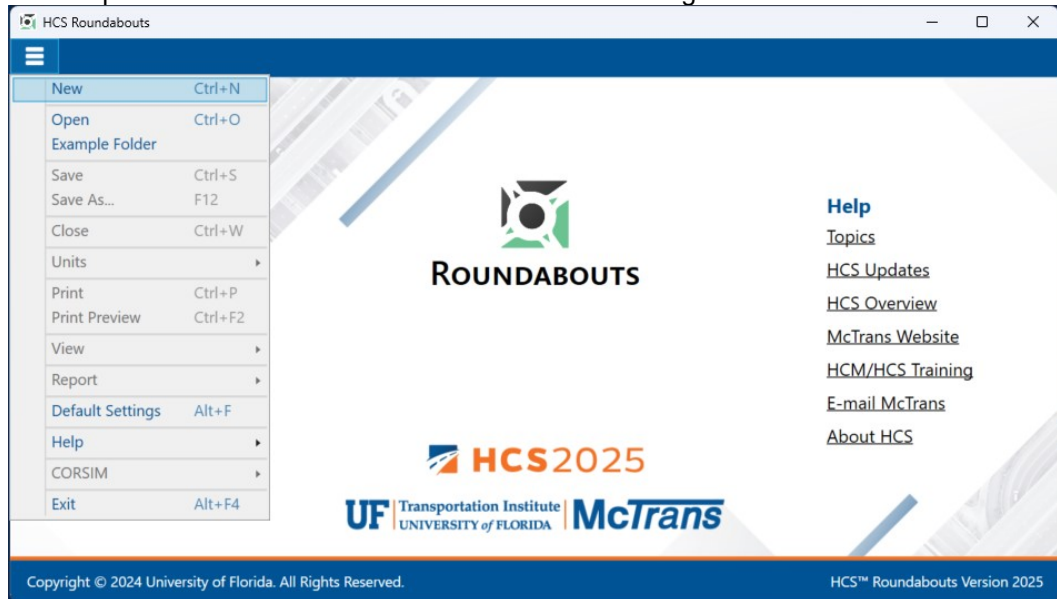 HCS Roundabouts
New Ctrl+N
Open Ctrl+O
Example Folder
Save Ctrl+S
Save As... F12
Close Ctrl+W
Units
Print Ctrl+P
Print Preview Ctrl+F2
View
Report
Default Settings Alt+F
Help
CORSIM
Exit Alt+F4
ROUNDABOUTS
Help
Topics
HCS Updates
HCS Overview
McTrans Website
HCM/HCS Training
E-mail McTrans
About HCS
HCS2025
UF Transportation Institute McTrans
UNIVERSITY of FLORIDA
Copyright © 2024 University of Florida. All Rights Reserved.
HCS™ Roundabouts Version 2025